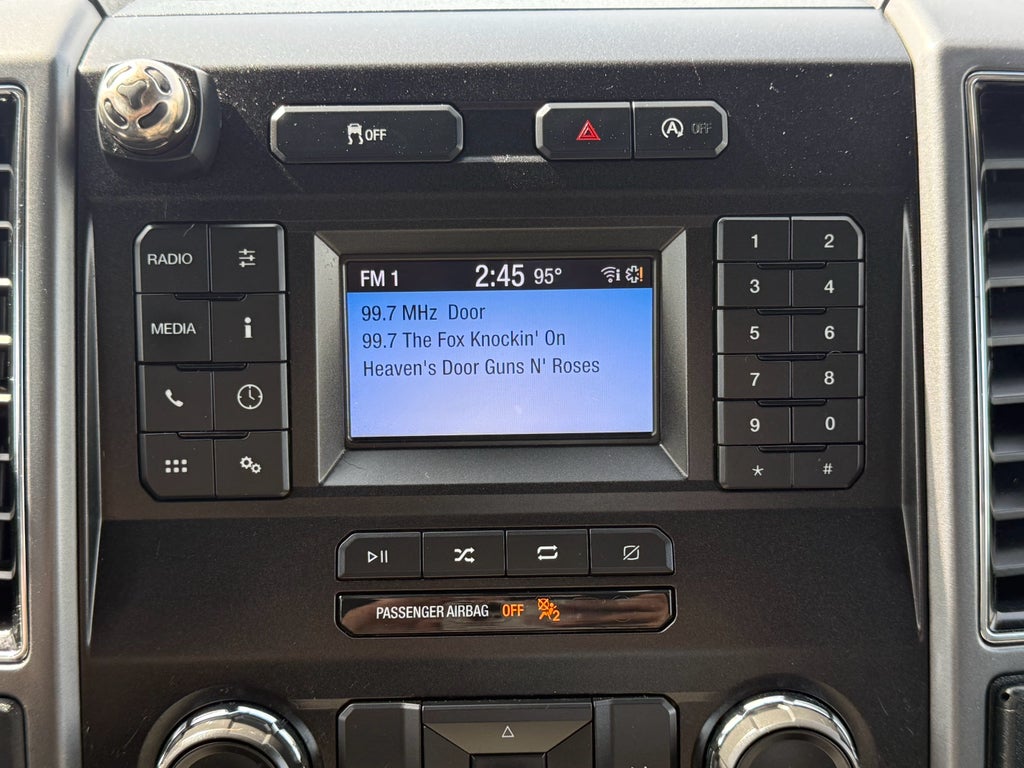 OFF
A OFF
RADIO
MEDIA
i
FM 1 2:45 95°
99.7 MHz Door
99.7 The Fox Knockin' On
Heaven's Door Guns N' Roses
1 2
3 4
5 6
7 8
9 0
* #
PASSENGER AIRBAG OFF 2